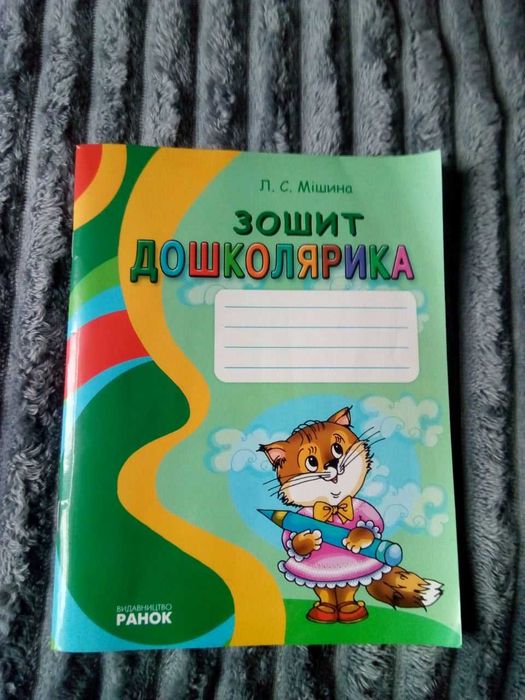 Л. С. Мішина
ЗОШИТ
ДОШКОЛЯРИКА
ВИДАВНИЦТВО
РАНОК